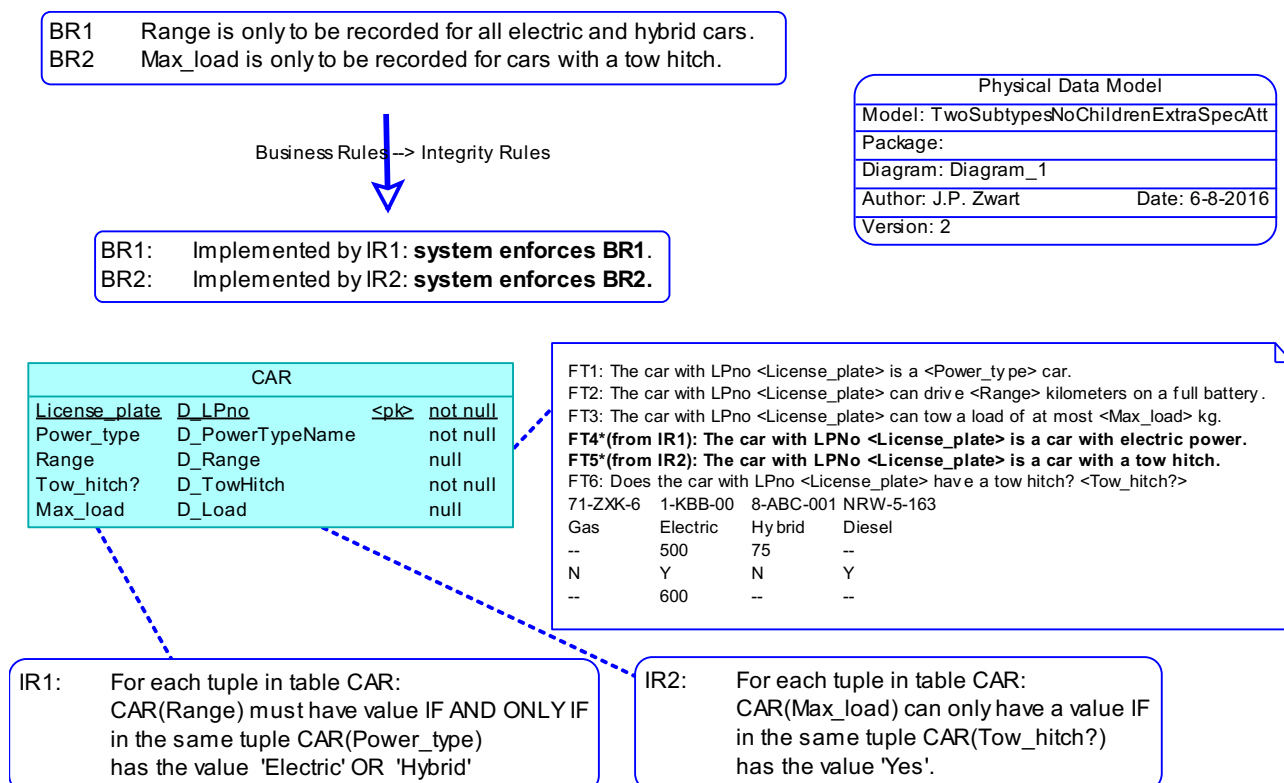 BR1 Range is only to be recorded for all electric and hybrid cars.
BR2 Max_load is only to be recorded for cars with a tow hitch.
Business Rules --> Integrity Rules
Physical Data Model
Model: TwoSubtypesNoChildrenExtraSpecAtt
Package:
Diagram: Diagram_1
Author: J.P. Zwart Date: 6-8-2016
Version: 2
BR1: Implemented by IR1: system enforces BR1.
BR2: Implemented by IR2: system enforces BR2.
CAR
License_plate D_LPno <pk> not null
Power_type D_PowerTypeName not null
Range D_Range null
Tow_hitch? D_TowHitch not null
Max_load D_Load null
FT1: The car with LPno <License_plate> is a <Power_type> car.
FT2: The car with LPno <License_plate> can drive <Range> kilometers on a full battery.
FT3: The car with LPno <License_plate> can tow a load of at most <Max_load> kg.
FT4*(from IR1): The car with LPNo <License_plate> is a car with electric power.
FT5*(from IR2): The car with LPNo <License_plate> is a car with a tow hitch.
FT6: Does the car with LPno <License_plate> have a tow hitch? <Tow_hitch?>
71-ZXK-6 1-KBB-00 8-ABC-001 NRW-5-163
Gas Electric Hybrid Diesel
-- 500 75 --
N Y N Y
-- 600 -- --
IR1: For each tuple in table CAR:
CAR(Range) must have value IF AND ONLY IF
in the same tuple CAR(Power_type)
has the value 'Electric' OR 'Hybrid'
IR2: For each tuple in table CAR:
CAR(Max_load) can only have a value IF
in the same tuple CAR(Tow_hitch?)
has the value 'Yes'.